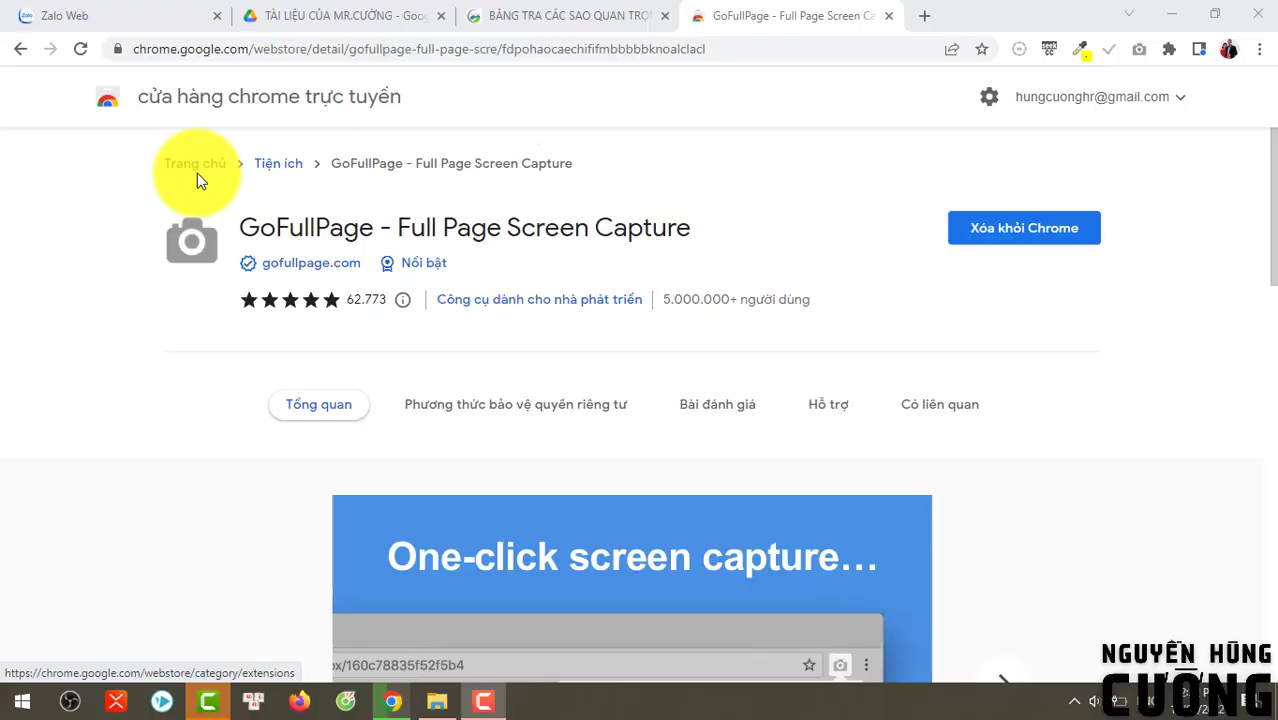 Zalo Web
TÀI LIỆU CỦA MR.CƯỜNG - Goo
BẢNG TRA CÁC SAO QUAN TRỌN
GoFullPage - Full Page Screen Ca
chrome.google.com/webstore/detail/gofullpage-full-page-scre/fdpohaocaechififmbbbbbknoalclacl
cửa hàng chrome trực tuyến
hungcuonghr@gmail.com
Trang chủ
Tiện ích
GoFullPage - Full Page Screen Capture
GoFullPage - Full Page Screen Capture
Xóa khỏi Chrome
gofullpage.com
Nổi bật
62.773
Công cụ dành cho nhà phát triển
5.000.000+ người dùng
Tổng quan
Phương thức bảo vệ quyền riêng tư
Bài đánh giá
Hỗ trợ
Có liên quan
One-click screen capture…
ox/160c78835f52f5b4
https://chrome.google.com/webstore/category/extensions
NGUYỄN HÙNG
CƯỜNG